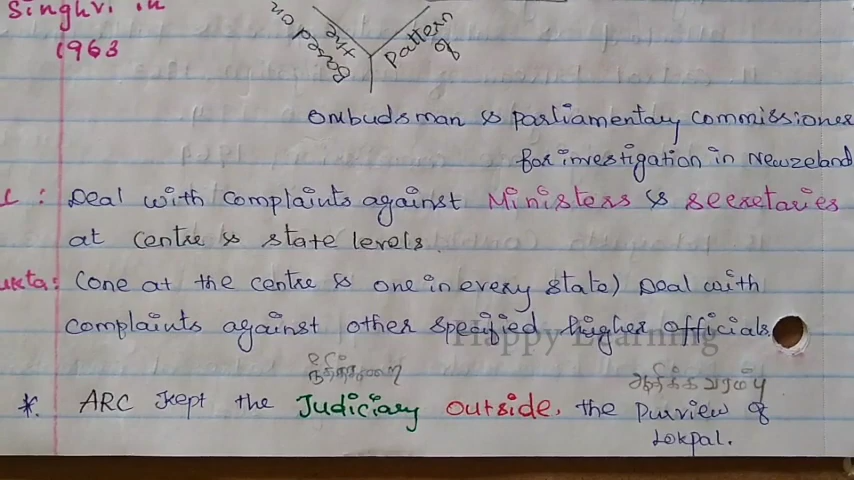 Singhvi in
1963
Based on
the
pattern
of
ombudsman & parliamentary commissioner
for investigation in Newzeland
L : Deal with complaints against Ministers & secretaries
at centre & state levels.
ukta: (one at the centre & one in every state) Deal with
complaints against other specified higher officials.
Happy Learning
நீதித்துறை
* ARC kept the Judiciary outside, the purview of
Lokpal.